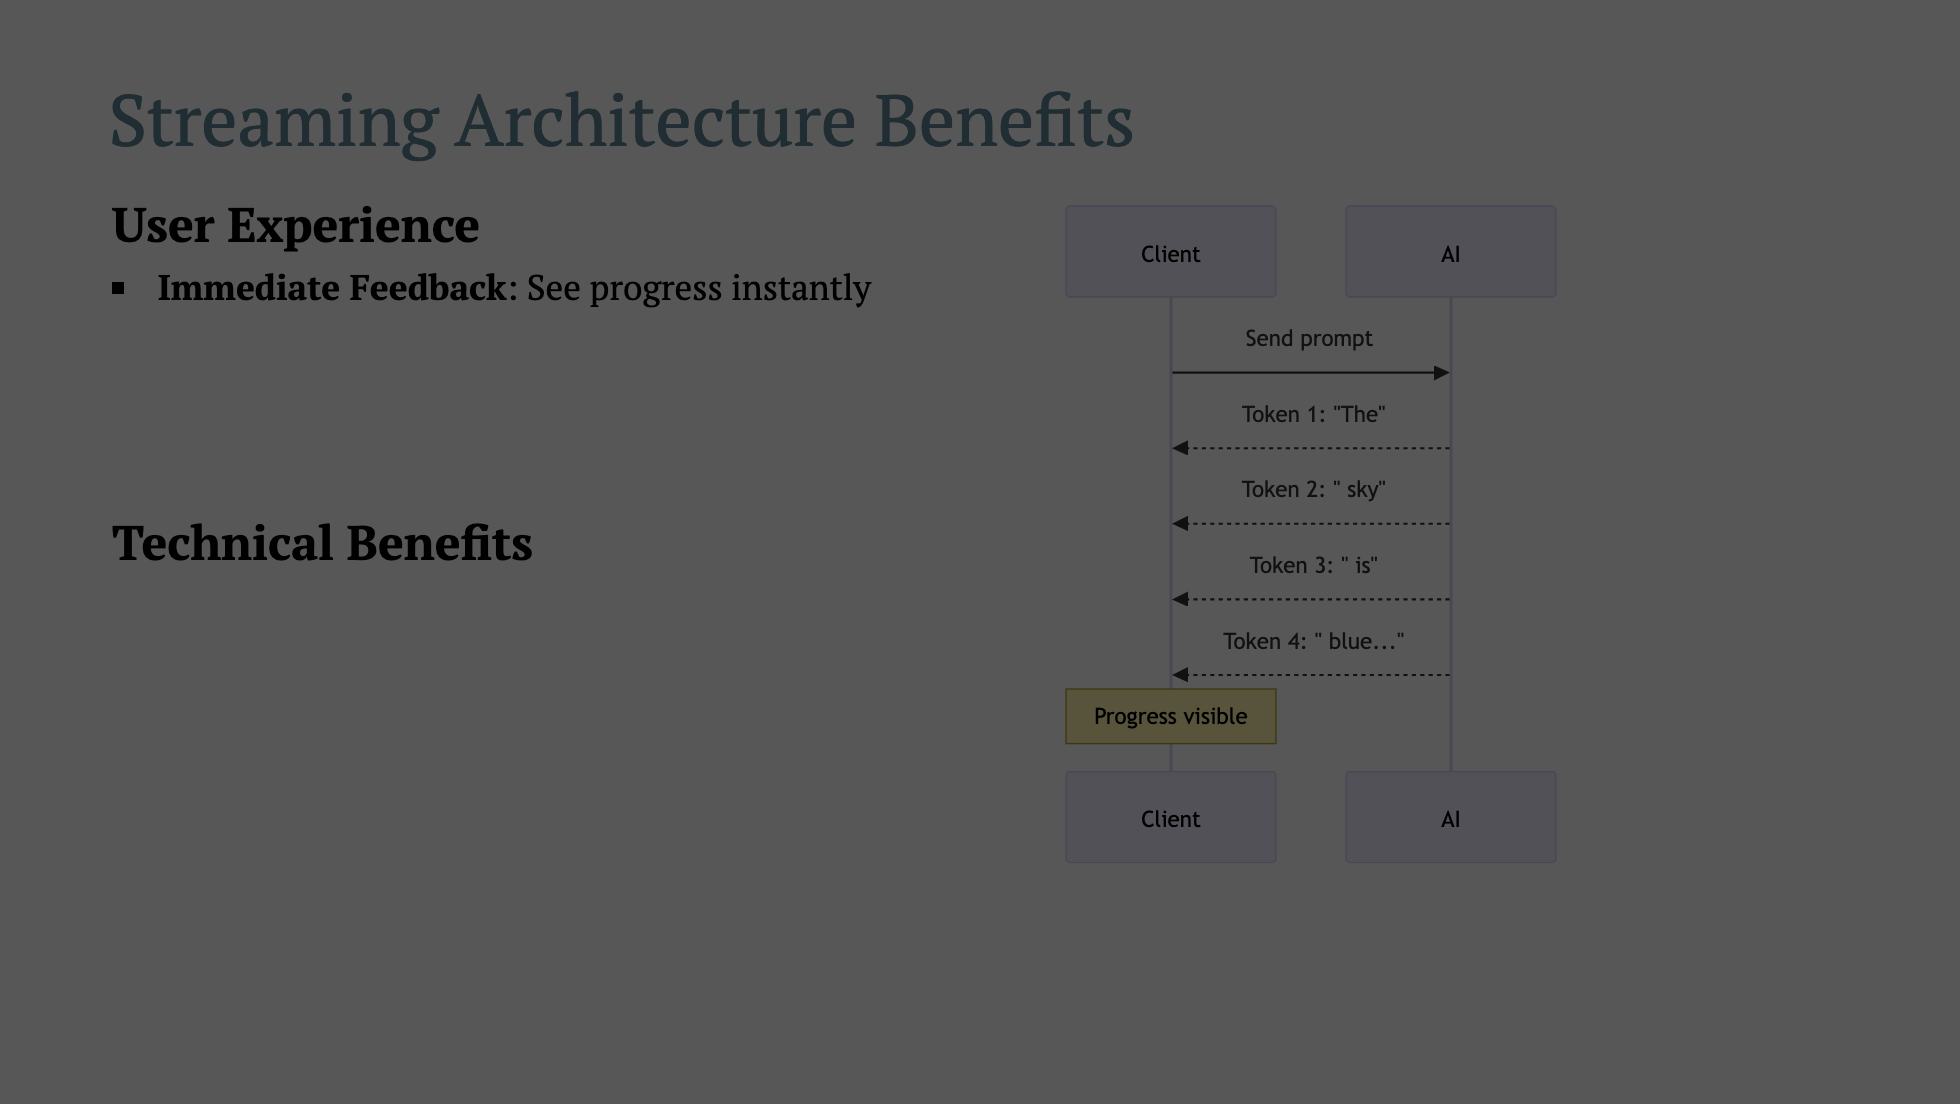 Streaming Architecture Benefits
User Experience
▪ Immediate Feedback: See progress instantly
Technical Benefits
Client
AI
Send prompt
Token 1: "The"
Token 2: " sky"
Token 3: " is"
Token 4: " blue..."
Progress visible
Client
AI